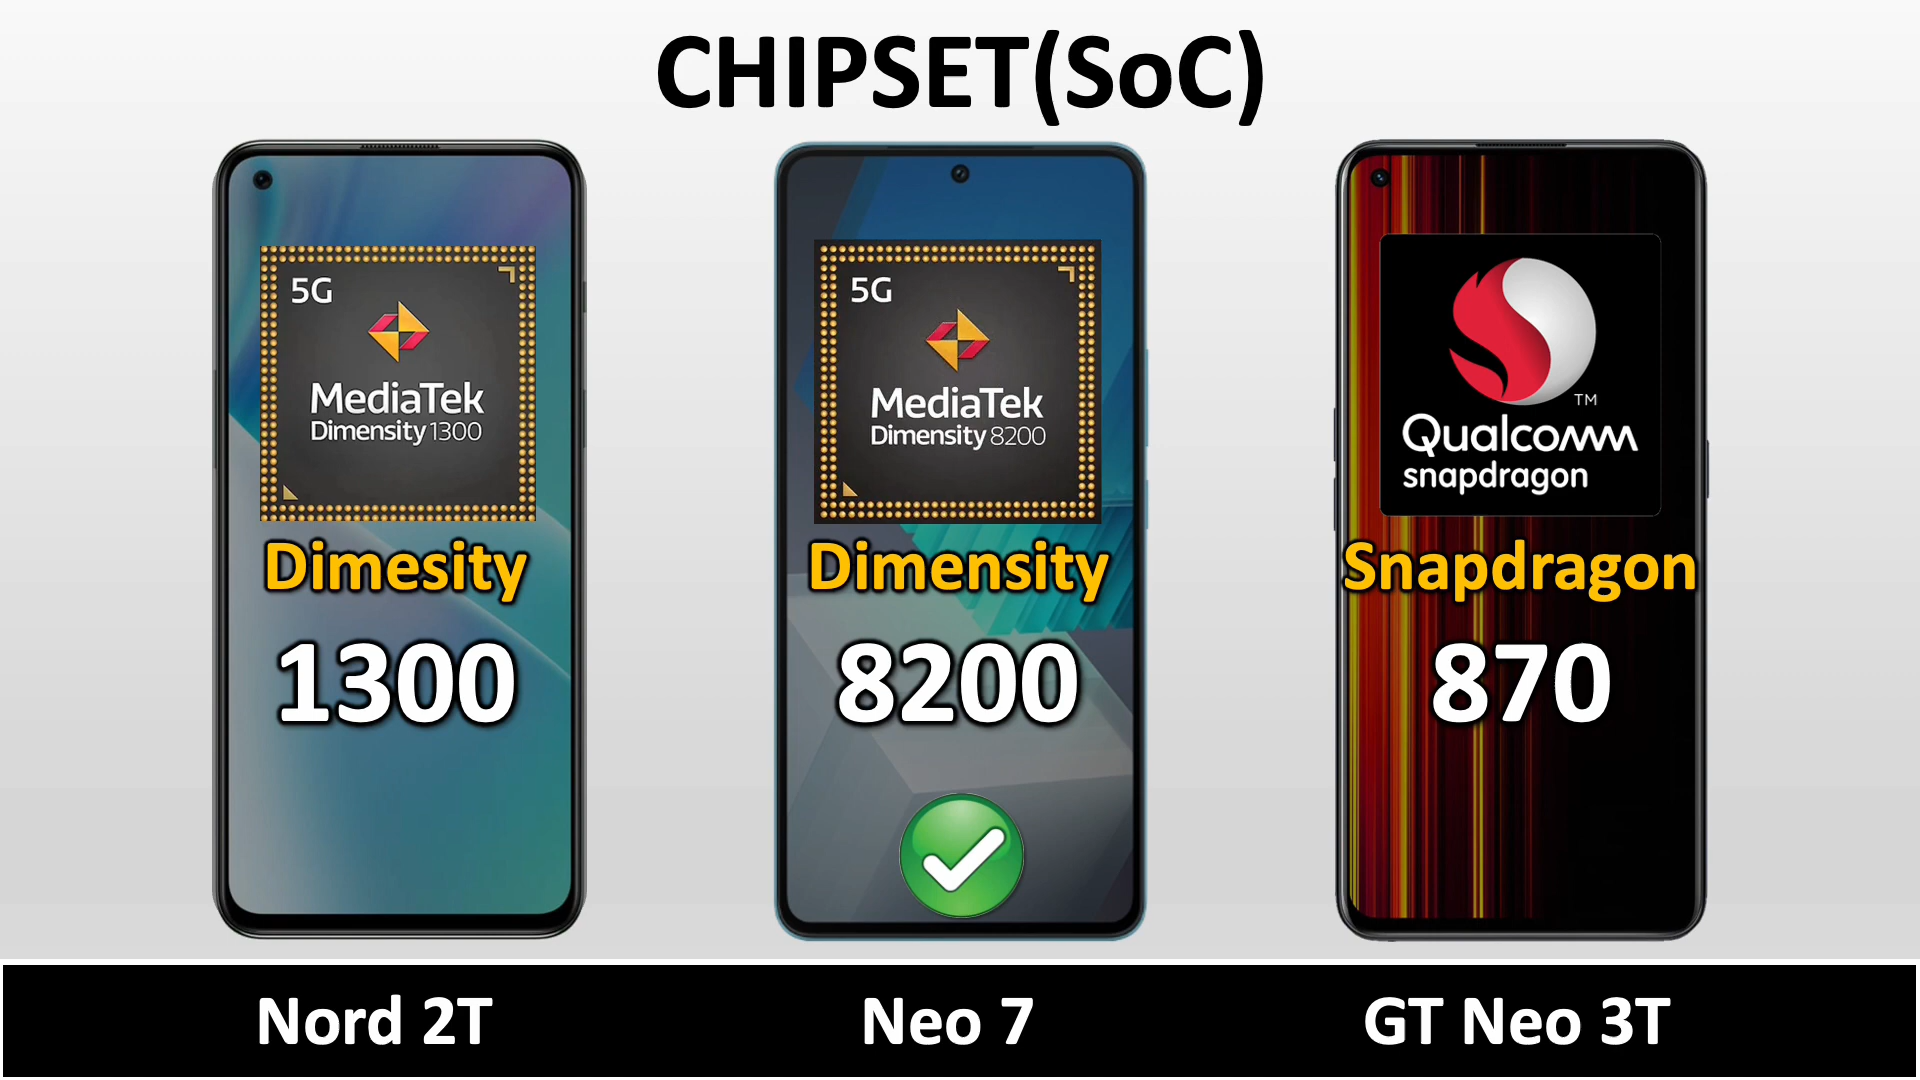 CHIPSET(SoC)
5G
MediaTek
Dimensity 1300
Dimesity
1300
5G
MediaTek
Dimensity 8200
Dimensity
8200
TM
Qualcomm
snapdragon
Snapdragon
870
Nord 2T
Neo 7
GT Neo 3T